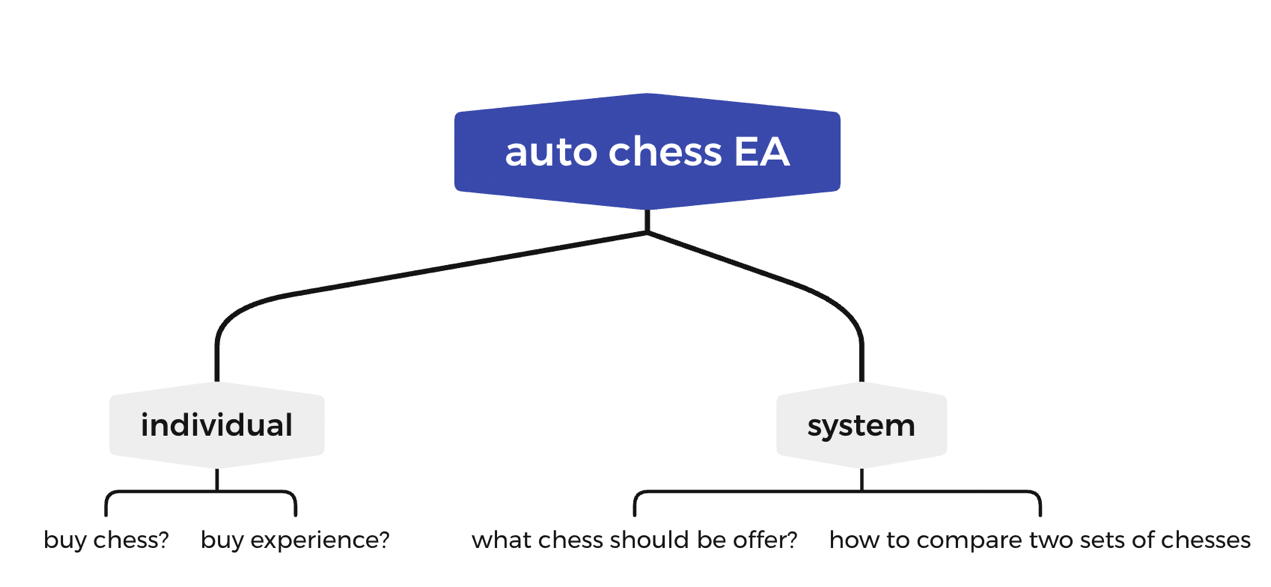 auto chess EA
individual
system
buy chess?
buy experience?
what chess should be offer?
how to compare two sets of chesses